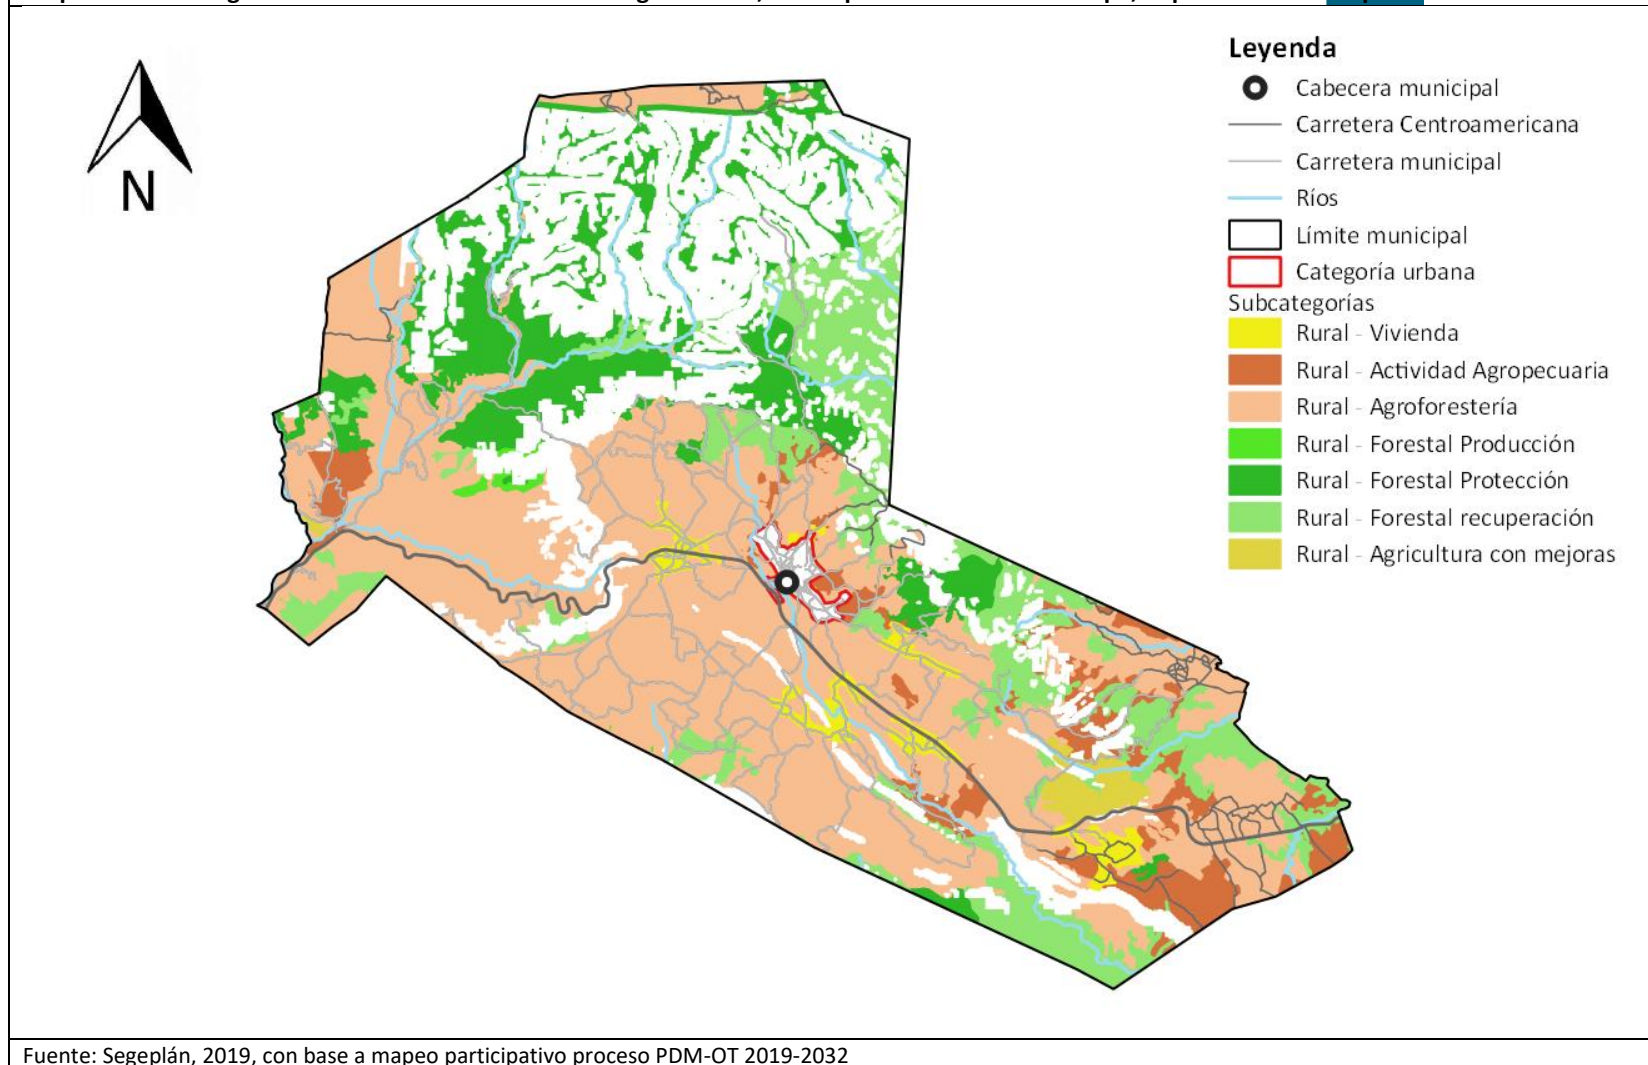 Leyenda
Cabecera municipal
Carretera Centroamericana
Carretera municipal
Ríos
Límite municipal
Categoría urbana
Subcategorías
Rural - Vivienda
Rural - Actividad Agropecuaria
Rural - Agroforestería
Rural - Forestal Producción
Rural - Forestal Protección
Rural - Forestal recuperación
Rural - Agricultura con mejoras
N
Fuente: Segeplán, 2019, con base a mapeo participativo proceso PDM-OT 2019-2032